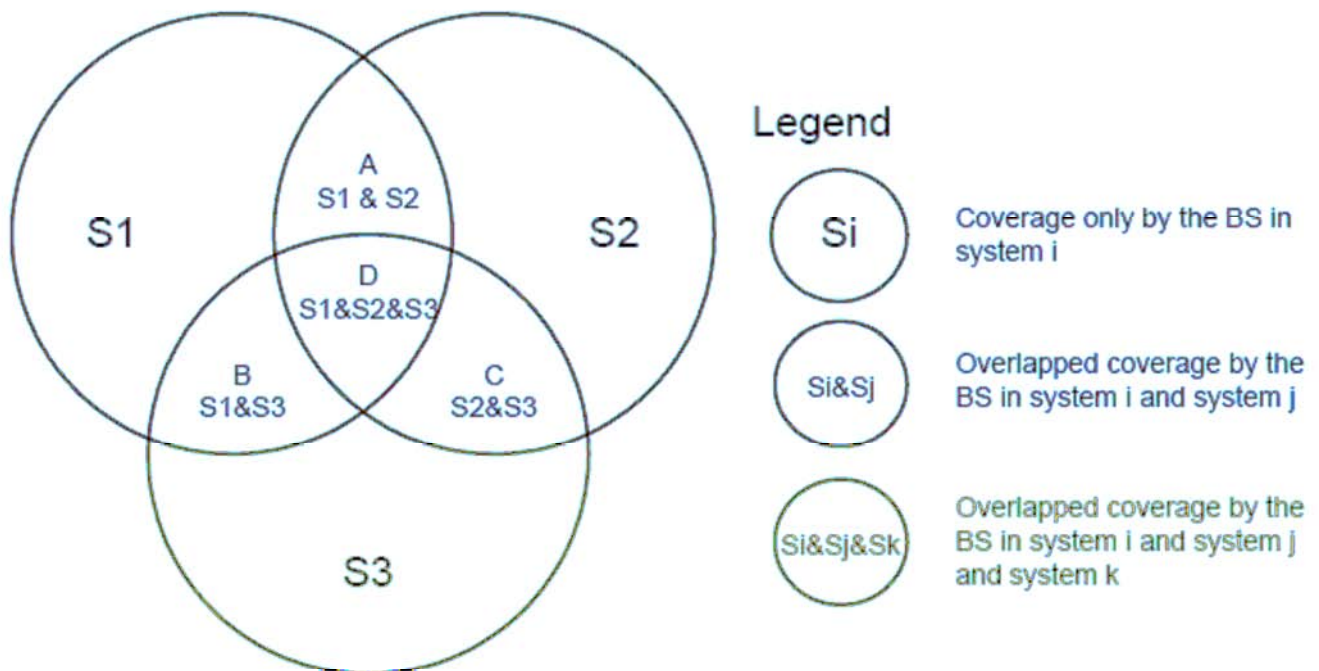 A
S1 & S2
S1
S2
D
S1&S2&S3
B
S1&S3
C
S2&S3
S3
Legend
Si
Coverage only by the BS in
system i
Si&Sj
Overlapped coverage by the
BS in system i and system j
Si&Sj&Sk
Overlapped coverage by the
BS in system i and system j
and system k